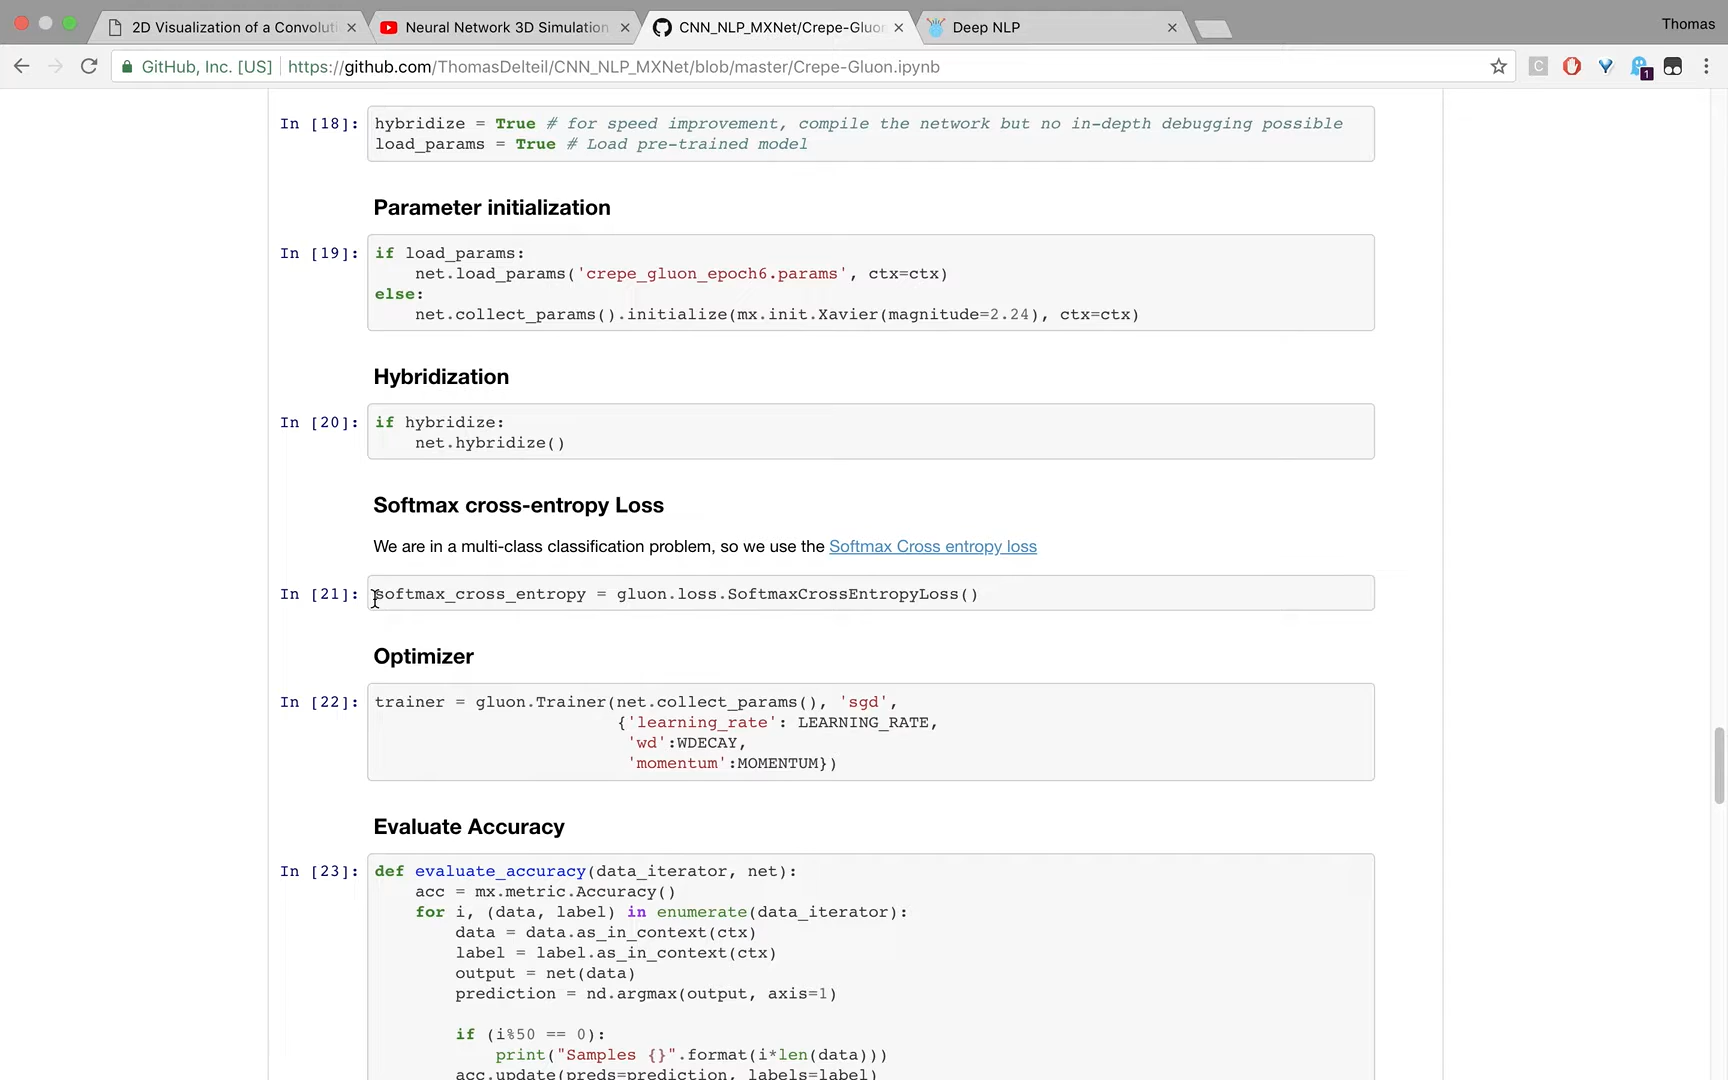 2D Visualization of a Convoluti
Neural Network 3D Simulation
CNN_NLP_MXNet/Crepe-Gluon
Deep NLP
Thomas
GitHub, Inc. [US]
https://github.com/ThomasDelteil/CNN_NLP_MXNet/blob/master/Crepe-Gluon.ipynb
C
1
In [18]: hybridize = True # for speed improvement, compile the network but no in-depth debugging possible
load_params = True # Load pre-trained model
Parameter initialization
In [19]: if load_params:
net.load_params('crepe_gluon_epoch6.params', ctx=ctx)
else:
net.collect_params().initialize(mx.init.Xavier(magnitude=2.24), ctx=ctx)
Hybridization
In [20]: if hybridize:
net.hybridize()
Softmax cross-entropy Loss
We are in a multi-class classification problem, so we use the Softmax Cross entropy loss
In [21]: softmax_cross_entropy = gluon.loss.SoftmaxCrossEntropyLoss()
Optimizer
In [22]: trainer = gluon.Trainer(net.collect_params(), 'sgd',
{'learning_rate': LEARNING_RATE,
'wd':WDECAY,
'momentum':MOMENTUM})
Evaluate Accuracy
In [23]: def evaluate_accuracy(data_iterator, net):
acc = mx.metric.Accuracy()
for i, (data, label) in enumerate(data_iterator):
data = data.as_in_context(ctx)
label = label.as_in_context(ctx)
output = net(data)
prediction = nd.argmax(output, axis=1)
if (i%50 == 0):
print("Samples {}".format(i*len(data)))
acc.update(preds=prediction, labels=label)